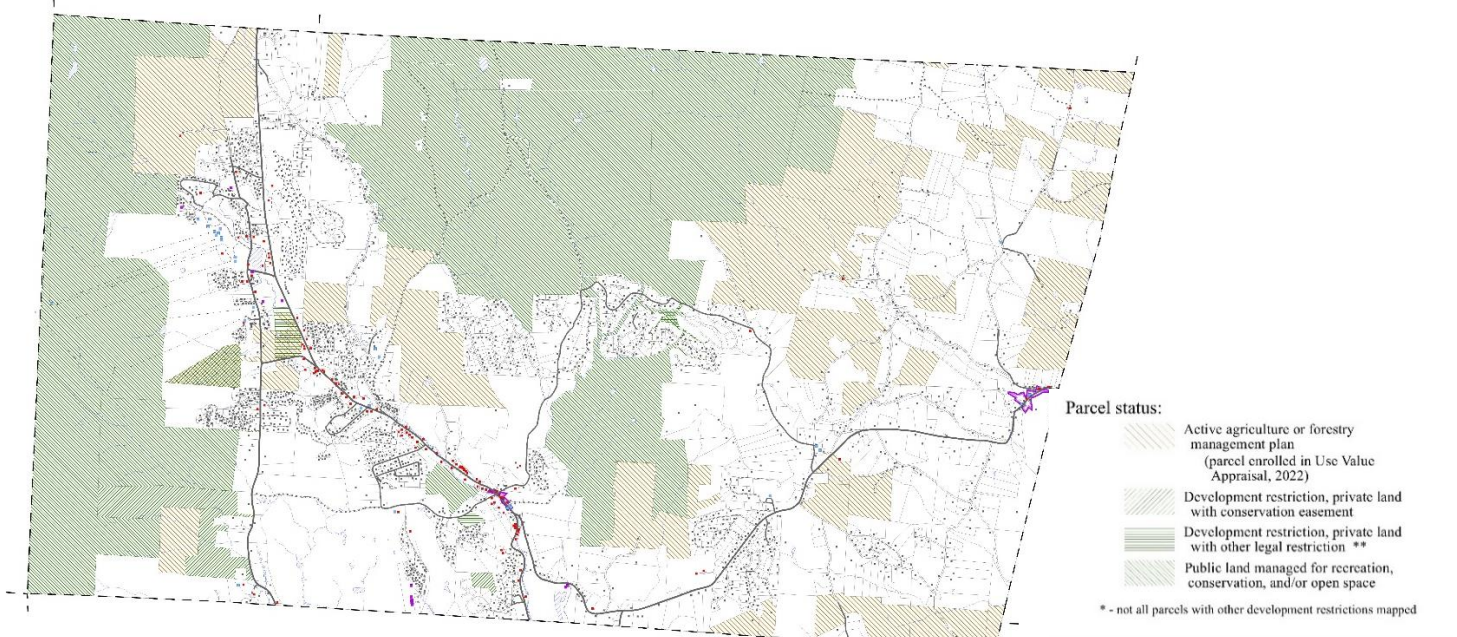 Parcel status:
Active agriculture or forestry
management plan
(parcel enrolled in Use Value
Appraisal, 2022)
Development restriction, private land
with conservation easement
Development restriction, private land
with other legal restriction **
Public land managed for recreation,
conservation, and/or open space
* - not all parcels with other development restrictions mapped